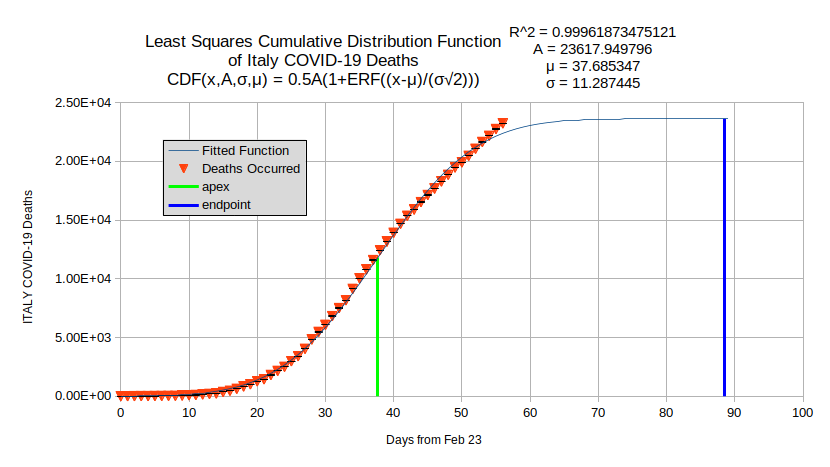 Least Squares Cumulative Distribution Function
of Italy COVID-19 Deaths
CDF(x,A,σ,μ) = 0.5A(1+ERF((x-μ)/(σ√2)))
R^2 = 0.99961873475121
A = 23617.949796
μ = 37.685347
σ = 11.287445
2.50E+04
2.00E+04
1.50E+04
1.00E+04
5.00E+03
0.00E+00
ITALY COVID-19 Deaths
Fitted Function
Deaths Occurred
apex
endpoint
0 10 20 30 40 50 60 70 80 90 100
Days from Feb 23